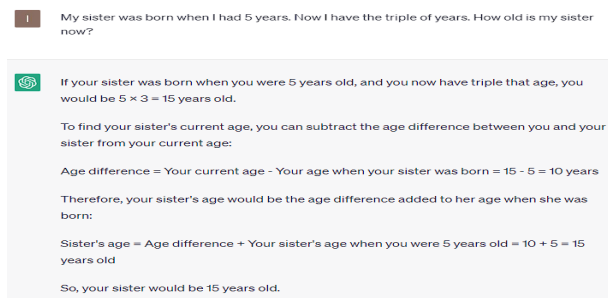 I
My sister was born when I had 5 years. Now I have the triple of years. How old is my sister
now?
If your sister was born when you were 5 years old, and you now have triple that age, you
would be 5 × 3 = 15 years old.
To find your sister's current age, you can subtract the age difference between you and your
sister from your current age:
Age difference = Your current age - Your age when your sister was born = 15 - 5 = 10 years
Therefore, your sister's age would be the age difference added to her age when she was
born:
Sister's age = Age difference + Your sister's age when you were 5 years old = 10 + 5 = 15
years old
So, your sister would be 15 years old.